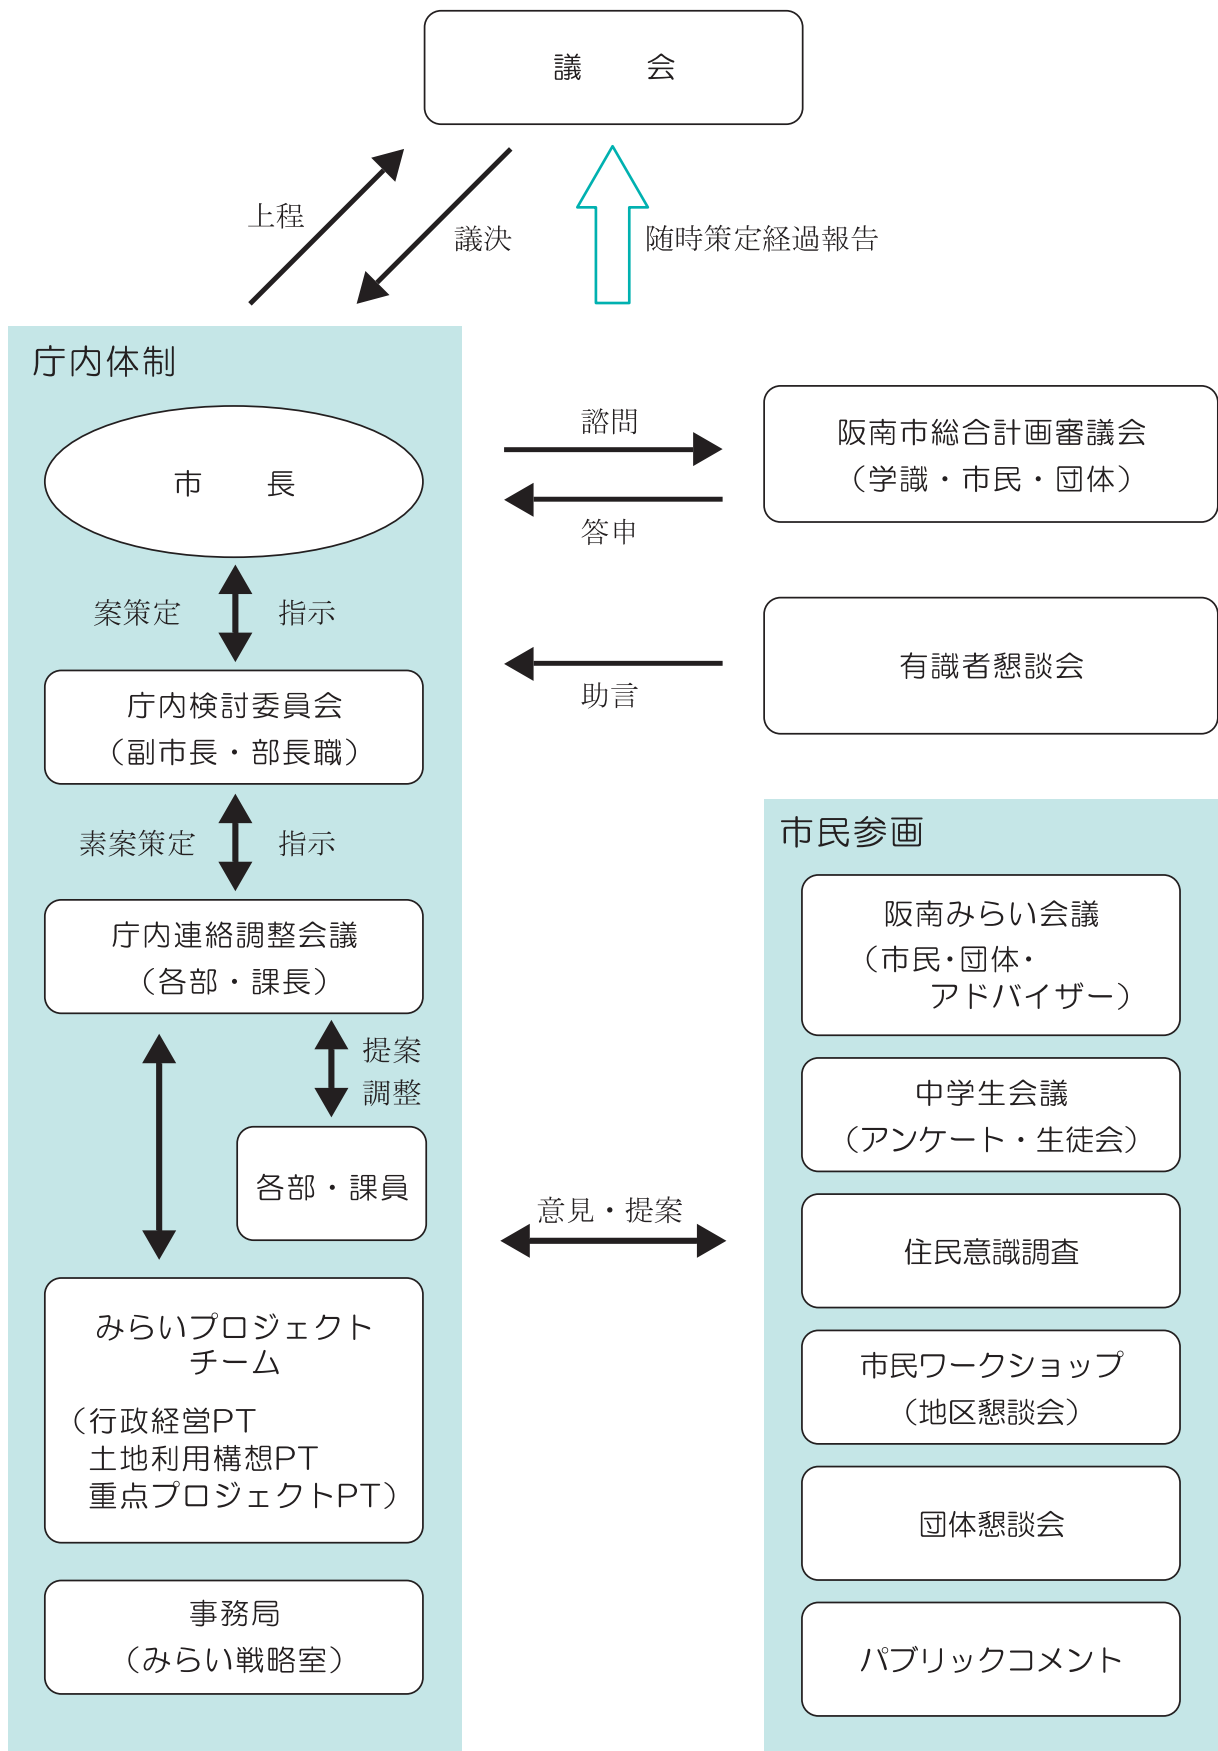 議　会
上程
議決
随時策定経過報告
庁内体制
市　長
案策定
指示
庁内検討委員会
（副市長・部長職）
素案策定
指示
庁内連絡調整会議
（各部・課長）
提案
調整
各部・課員
みらいプロジェクト
チーム
（行政経営PT
土地利用構想PT
重点プロジェクトPT）
事務局
（みらい戦略室）
諮問
答申
阪南市総合計画審議会
（学識・市民・団体）
助言
有識者懇談会
意見・提案
市民参画
阪南みらい会議
（市民・団体・
アドバイザー）
中学生会議
（アンケート・生徒会）
住民意識調査
市民ワークショップ
（地区懇談会）
団体懇談会
パブリックコメント